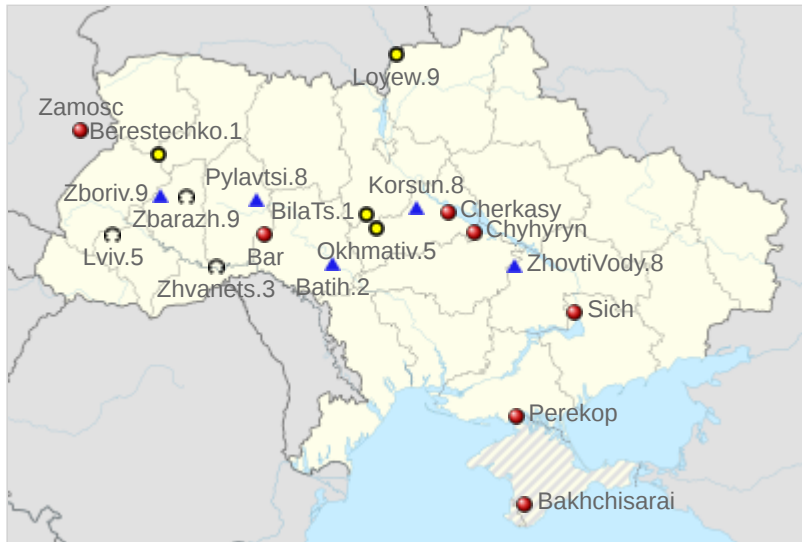 Loyew.9
Zamosc
Berestechko.1
Pylavtsi.8
Korsun.8
Zboriv.9
Zbarazh.9
BilaTs.1
Cherkasy
Chyhyryn
Lviv.5
Bar
Okhmativ.5
ZhovtiVody.8
Zhvanets.3
Batih.2
Sich
Perekop
Bakhchisarai